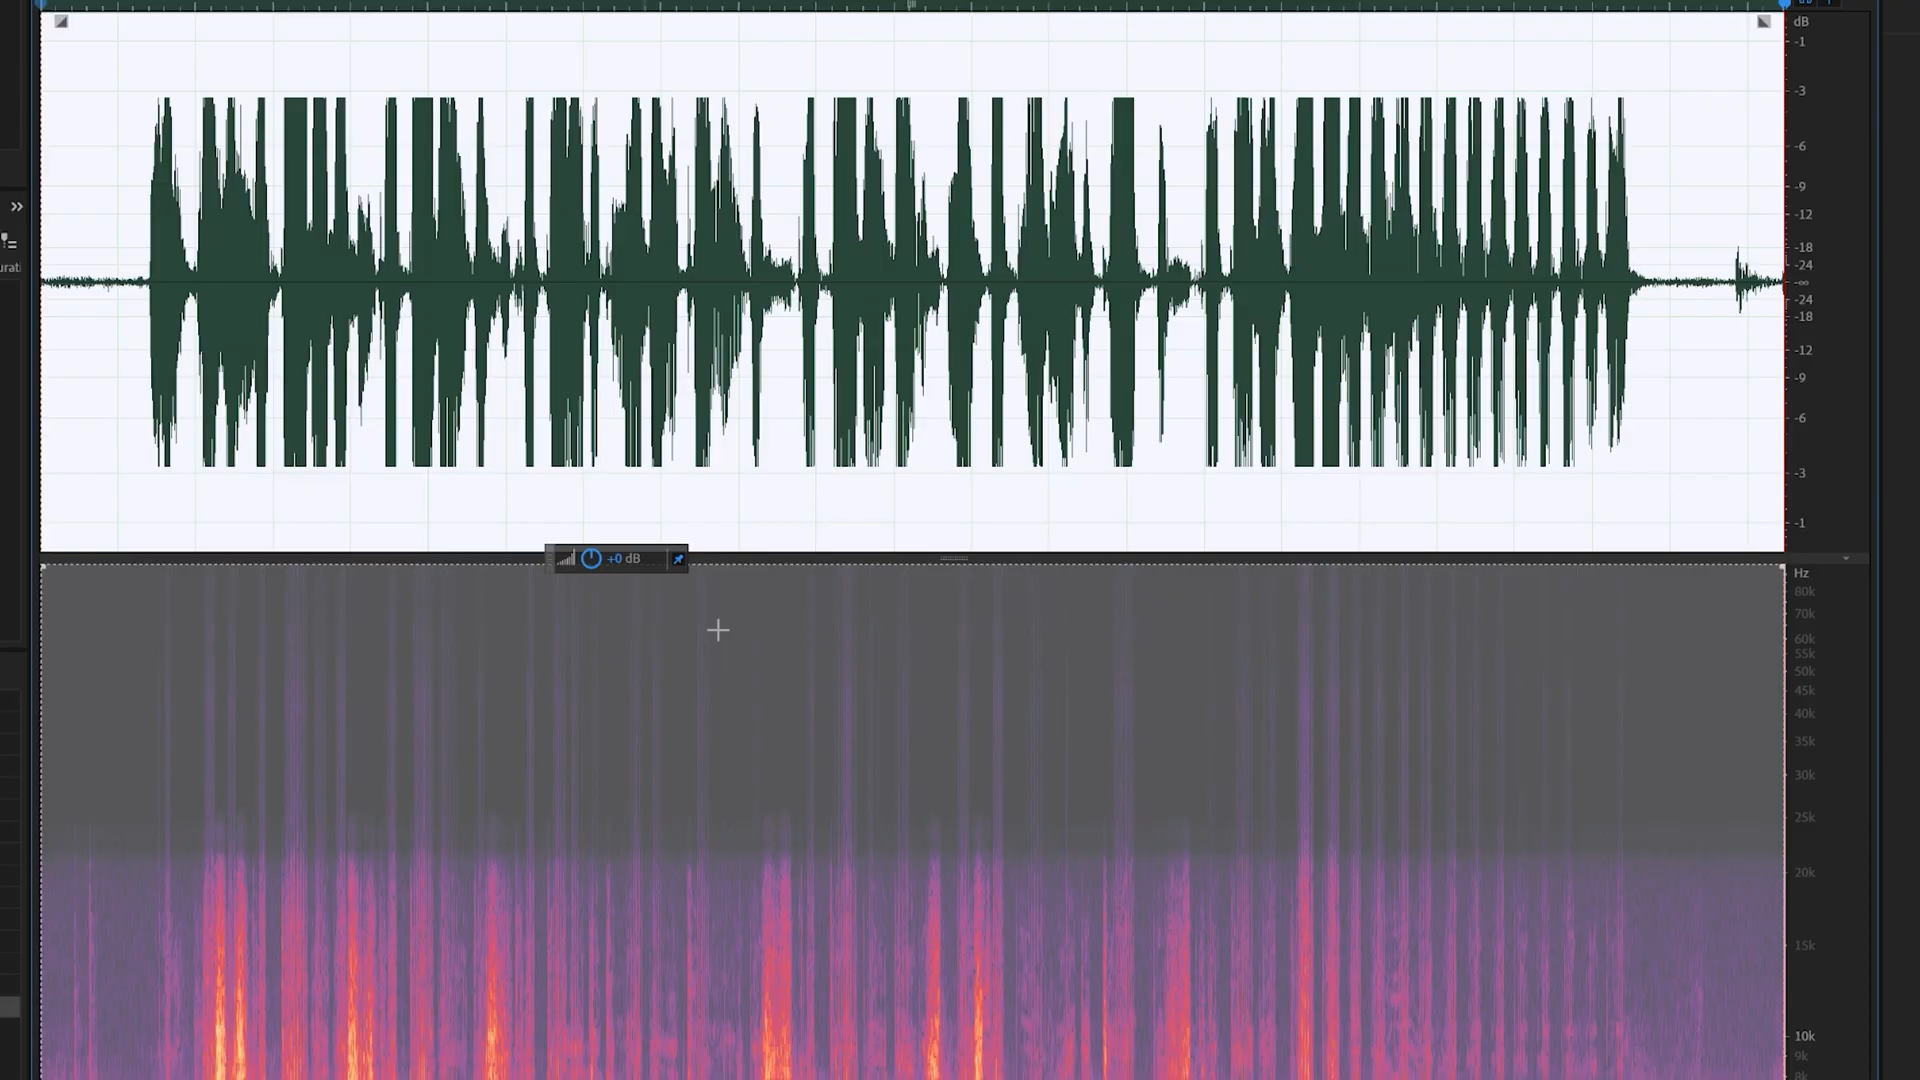 dB
-1
-3
-6
-9
-12
-18
-24
-∞
-24
-18
-12
-9
-6
-3
-1
urati
+0 dB
Hz
80k
70k
60k
55k
50k
45k
40k
35k
30k
25k
20k
15k
10k
9k
8k